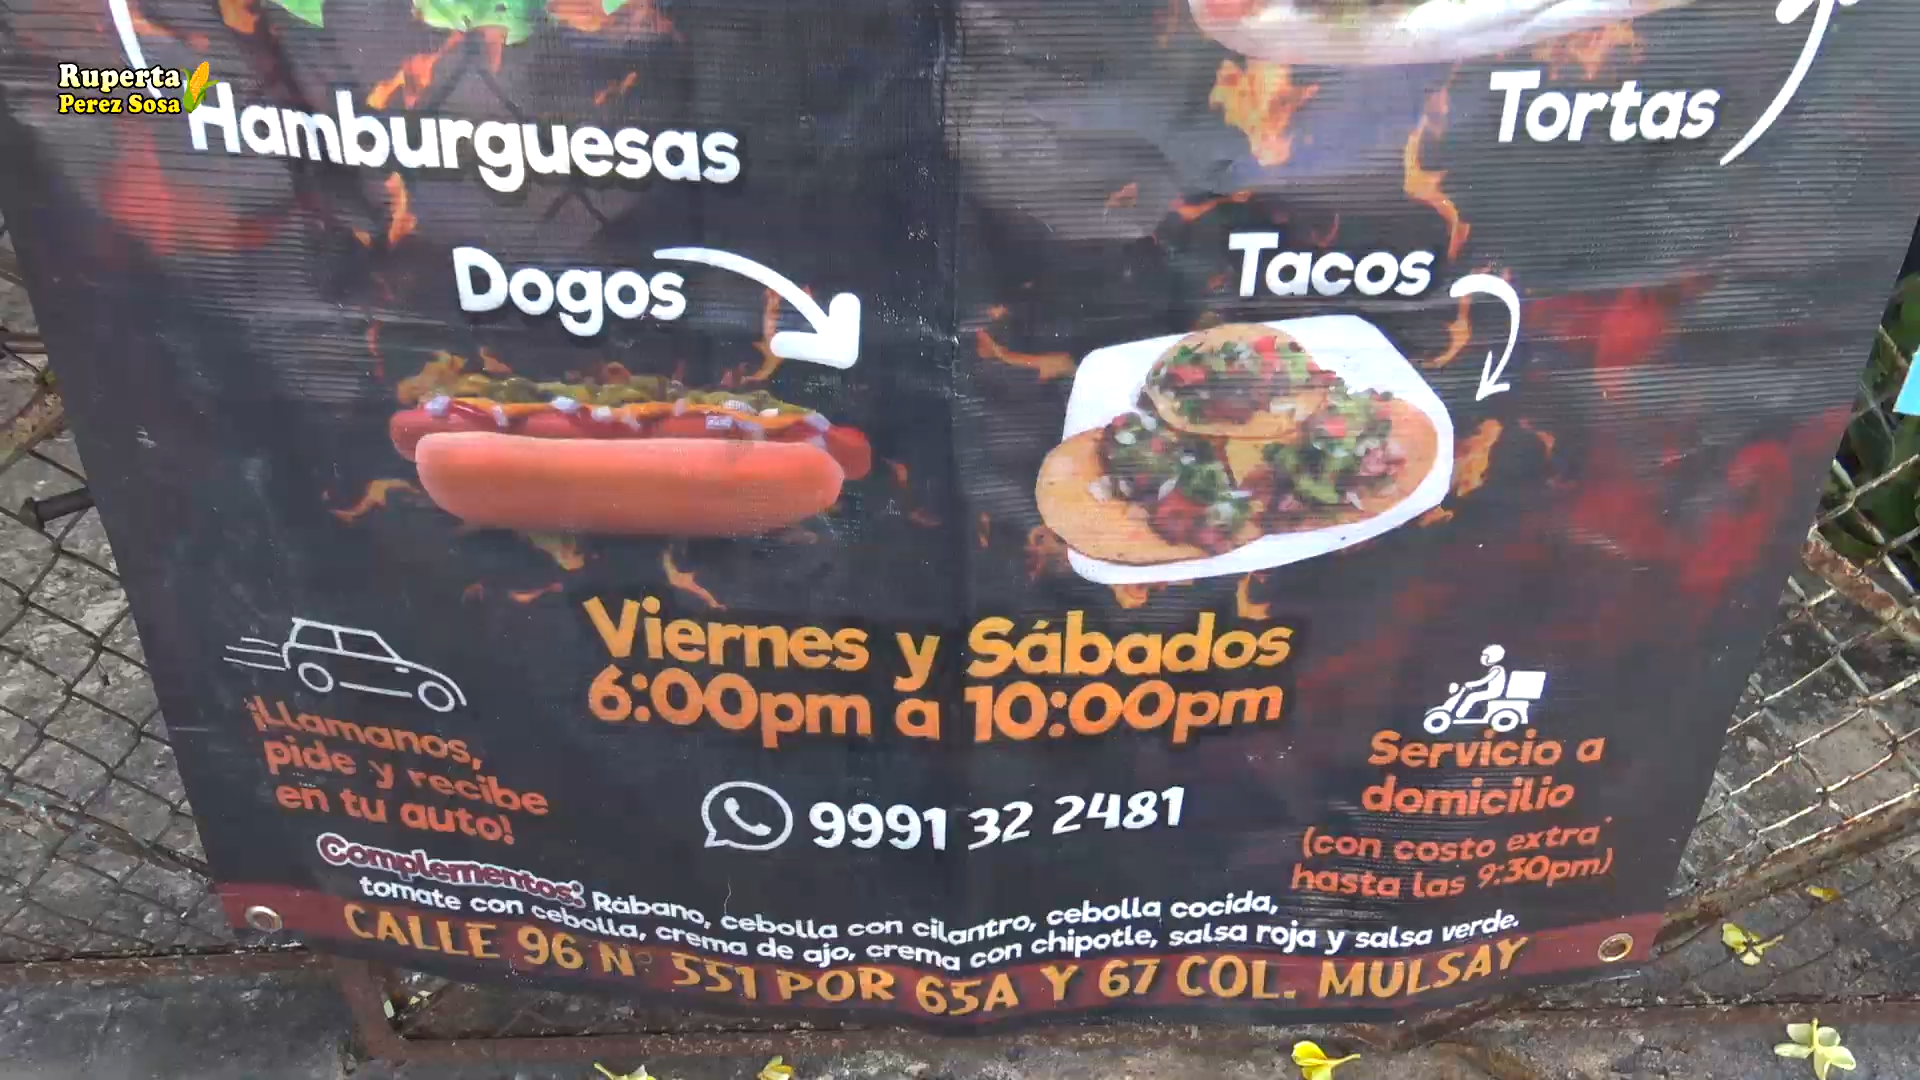 Ruperta
Perez Sosa
Hamburguesas
Tortas
Dogos
Tacos
Viernes y Sábados
6:00pm a 10:00pm
¡Llamanos,
pide y recibe
en tu auto!
9991 32 2481
Servicio a
domicilio
(con costo extra
hasta las 9:30pm)
Complementos: Rábano, cebolla con cilantro, cebolla cocida,
tomate con cebolla, crema de ajo, crema con chipotle, salsa roja y salsa verde.
CALLE 96 N° 551 POR 65A Y 67 COL. MULSAY